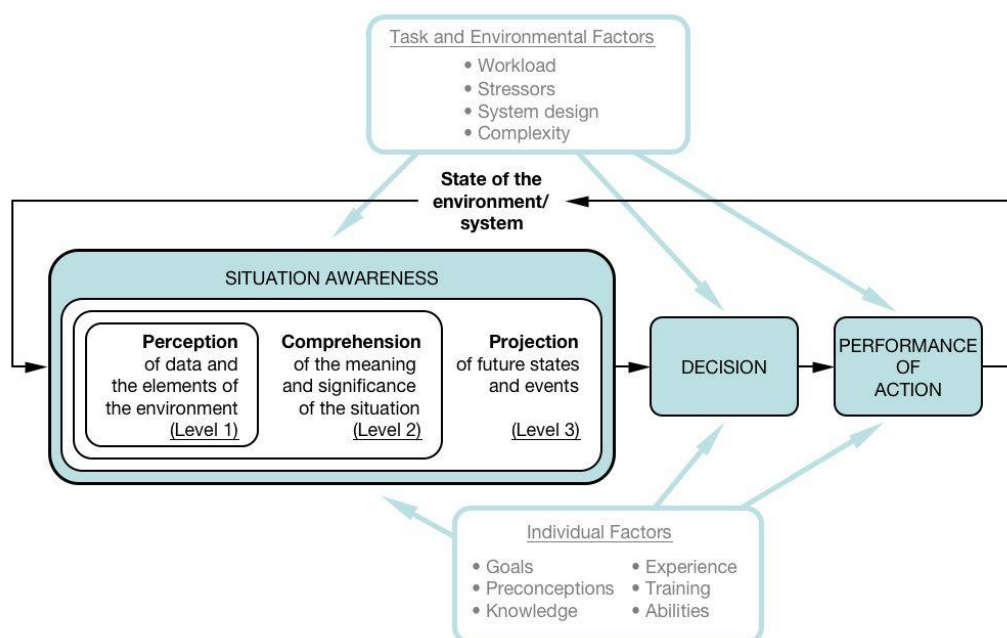 Task and Environmental Factors
• Workload
• Stressors
• System design
• Complexity
State of the
environment/
system
SITUATION AWARENESS
Perception
of data and
the elements of
the environment
(Level 1)
Comprehension
of the meaning
and significance
of the situation
(Level 2)
Projection
of future states
and events
(Level 3)
DECISION
PERFORMANCE
OF
ACTION
Individual Factors
• Goals
• Preconceptions
• Knowledge
• Experience
• Training
• Abilities